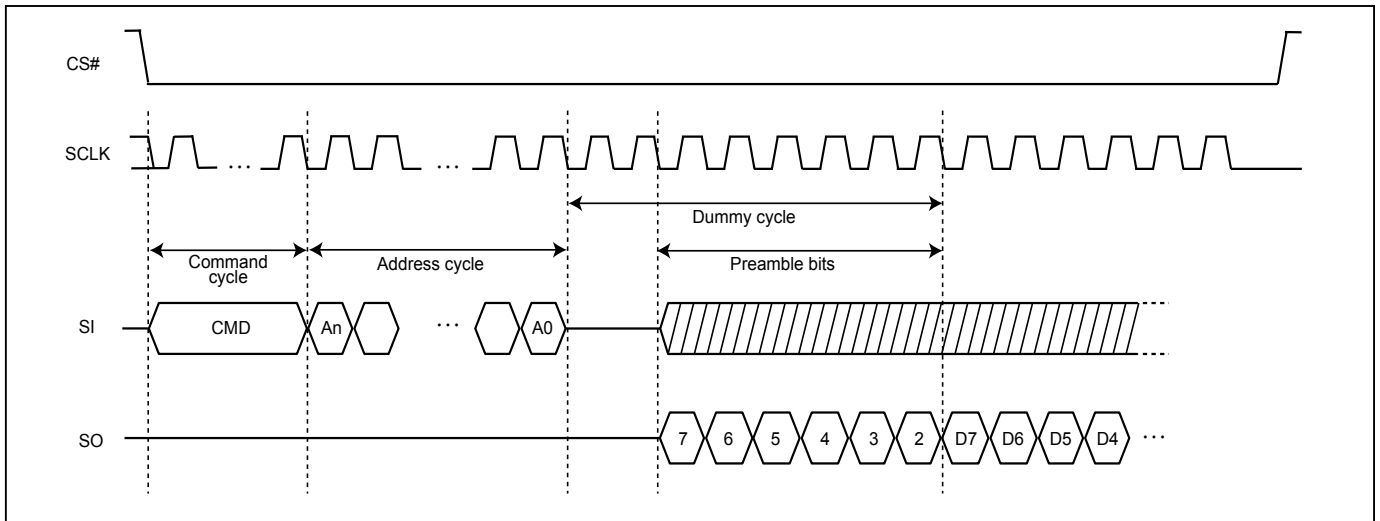 CS#
SCLK
...
...
Dummy cycle
Command
cycle
Address cycle
Preamble bits
SI
CMD
An
...
A0
SO
7 6 5 4 3 2 D7 D6 D5 D4 ...